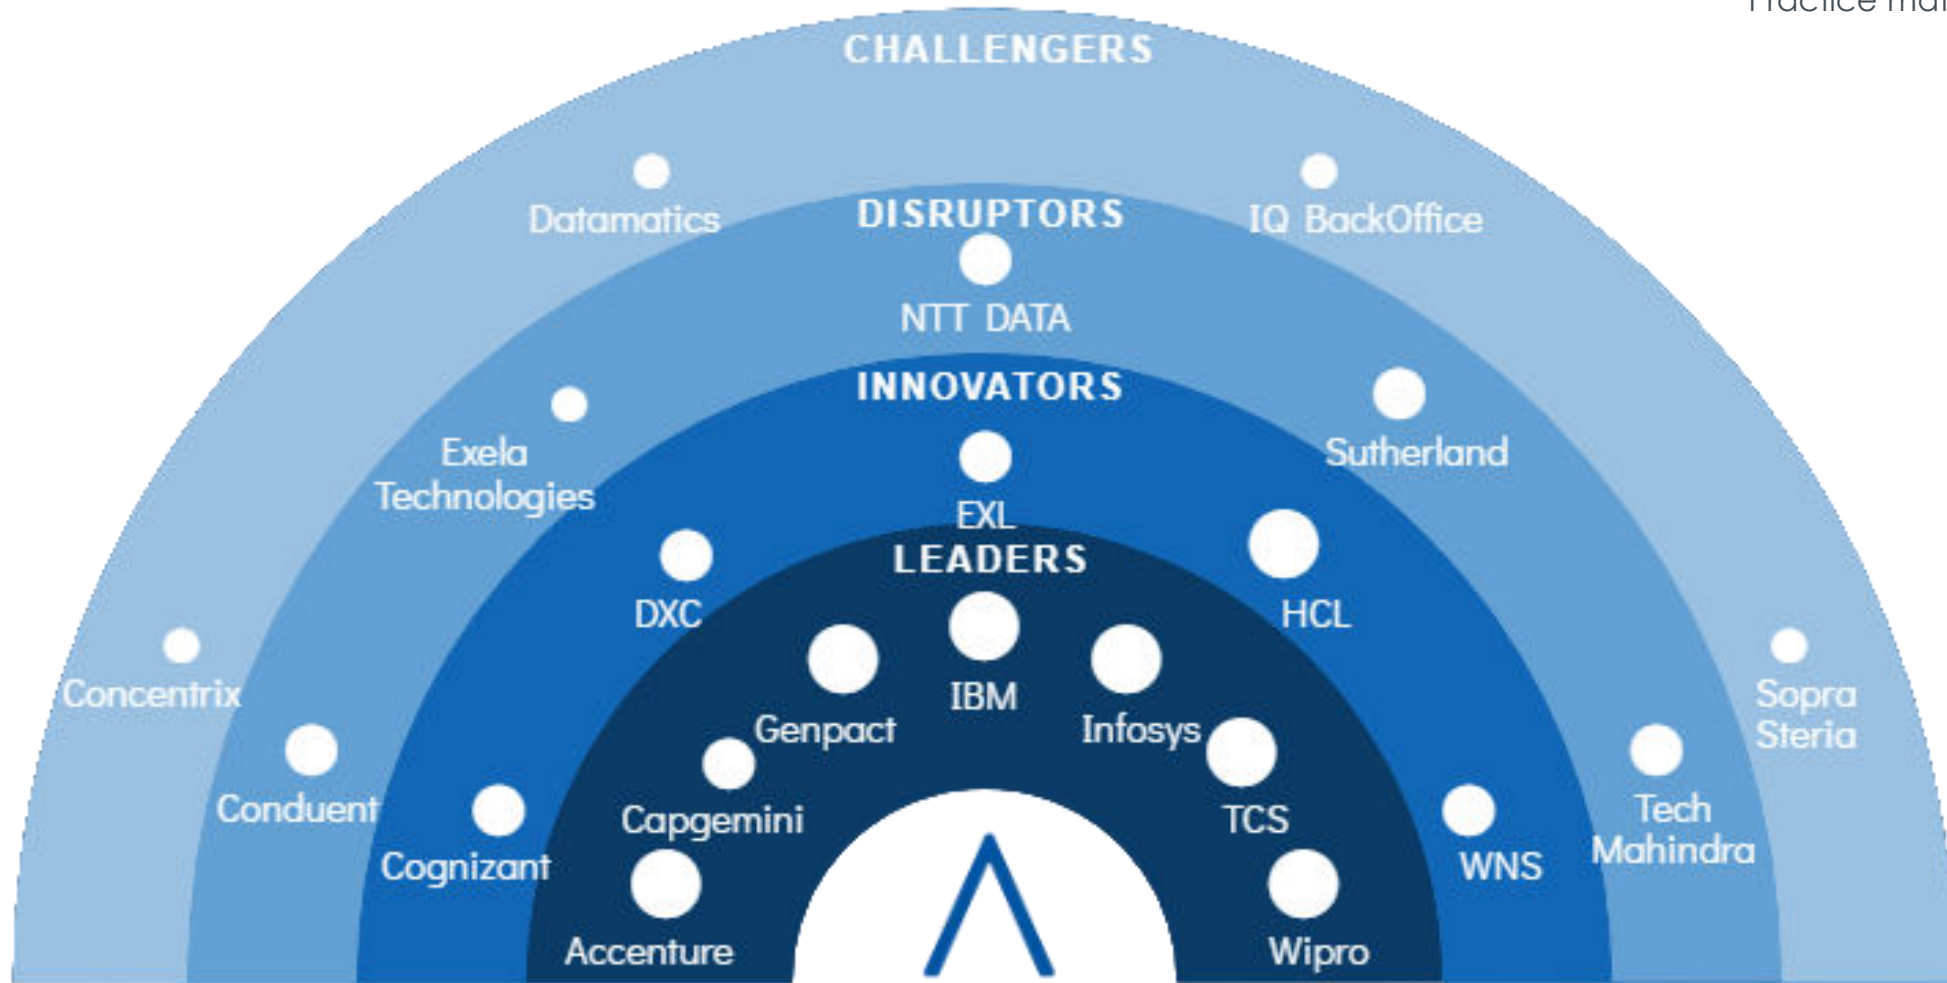 CHALLENGERS
Datamatics
IQ BackOffice
DISRUPTORS
NTT DATA
INNOVATORS
Exela
Technologies
Sutherland
EXL
LEADERS
DXC
HCL
Genpact
IBM
Infosys
Concentrix
Sopra
Steria
Conduent
Capgemini
TCS
Tech
Mahindra
Cognizant
WNS
Accenture
Wipro